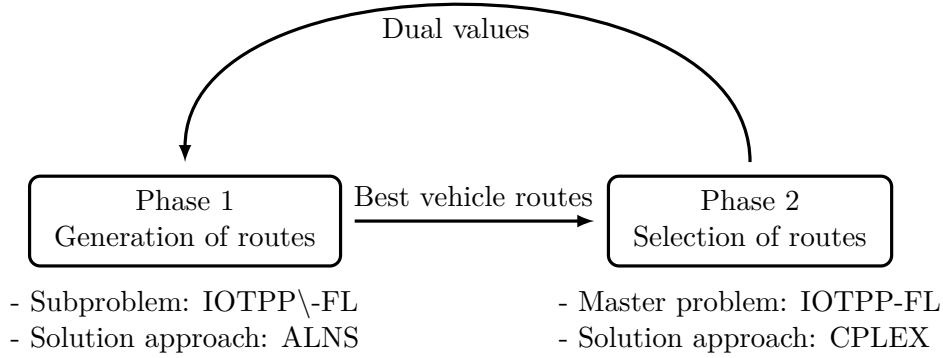 Dual values
Phase 1
Generation of routes
Best vehicle routes
Phase 2
Selection of routes
- Subproblem: IOTPP\-FL
- Solution approach: ALNS
- Master problem: IOTPP-FL
- Solution approach: CPLEX